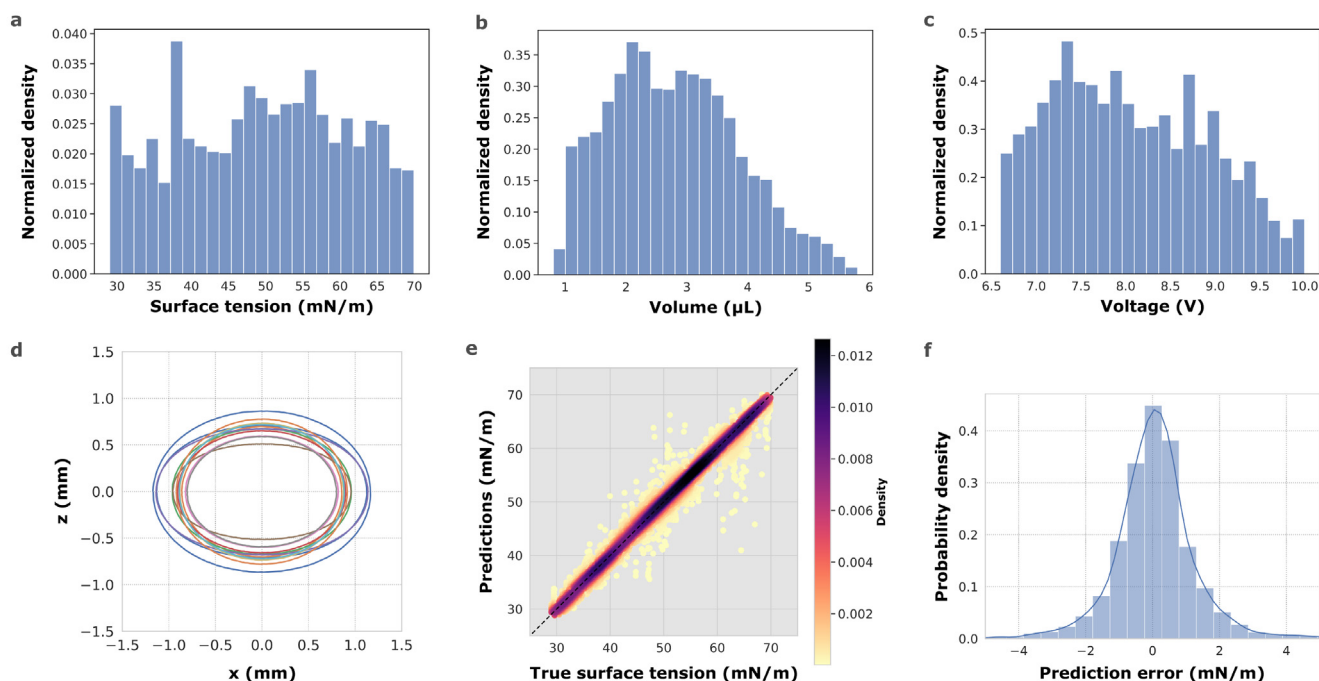 a
0.040
0.035
0.030
0.025
0.020
0.015
0.010
0.005
0.000
Normalized density
30 35 40 45 50 55 60 65 70
Surface tension (mN/m)
b
0.35
0.30
0.25
0.20
0.15
0.10
0.05
0.00
Normalized density
1 2 3 4 5 6
Volume (µL)
c
0.5
0.4
0.3
0.2
0.1
0.0
Normalized density
6.6 7.0 7.5 8.0 8.5 9.0 9.5 10.0
Voltage (V)
d
1.5
1.0
0.5
0.0
−0.5
−1.0
−1.5
z (mm)
−1.5 −1.0 −0.5 0.0 0.5 1.0 1.5
x (mm)
e
70
60
50
40
30
Predictions (mN/m)
30 40 50 60 70
True surface tension (mN/m)
0.012
0.010
0.008
0.006
0.004
0.002
Density
f
0.4
0.3
0.2
0.1
0.0
Probability density
−4 −2 0 2 4
Prediction error (mN/m)